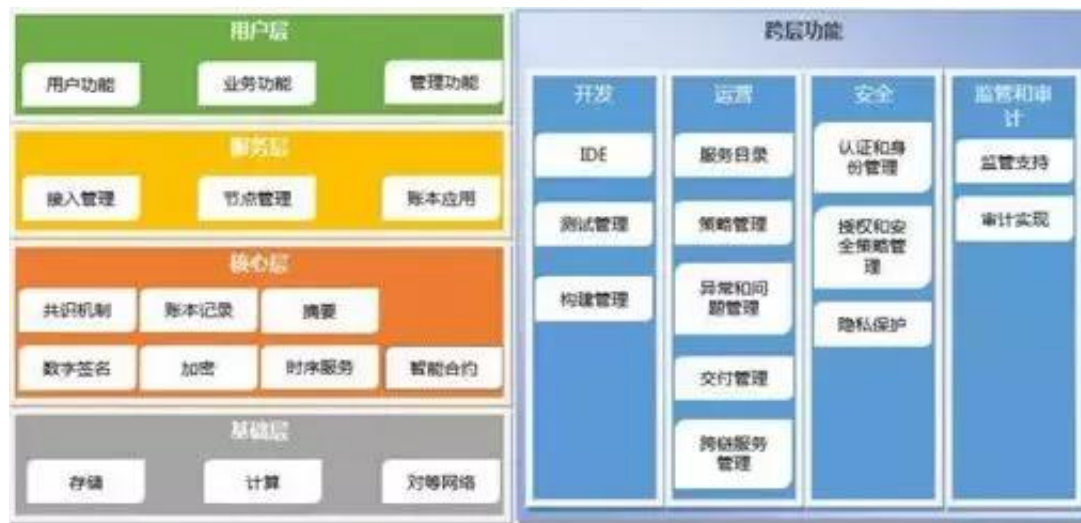 用户层
用户功能 业务功能 管理功能
服务层
接入管理 节点管理 账本应用
核心层
共识机制 账本记录 摘要
数字签名 加密 时序服务 智能合约
基础层
存储 计算 对等网络
跨层功能
开发
IDE
测试管理
构建管理
运营
服务目录
策略管理
异常和问
题管理
交付管理
跨链服务
管理
安全
认证和身
份管理
授权和安
全策略管
理
隐私保护
监管和审
计
监管支持
审计实现